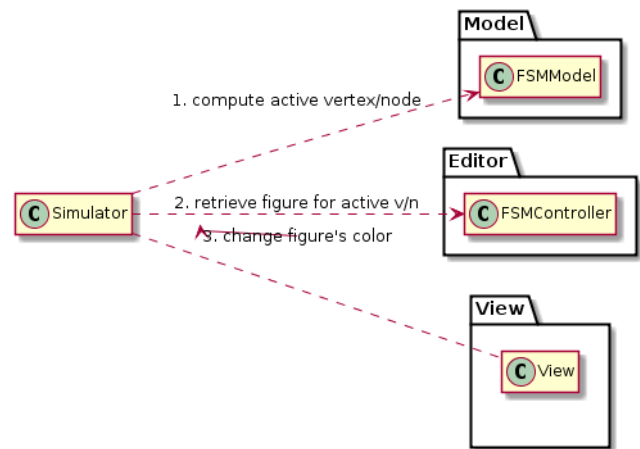 Model
C FSMModel
1. compute active vertex/node
Editor
C Simulator
2. retrieve figure for active v/n
C FSMController
3. change figure's color
View
C View